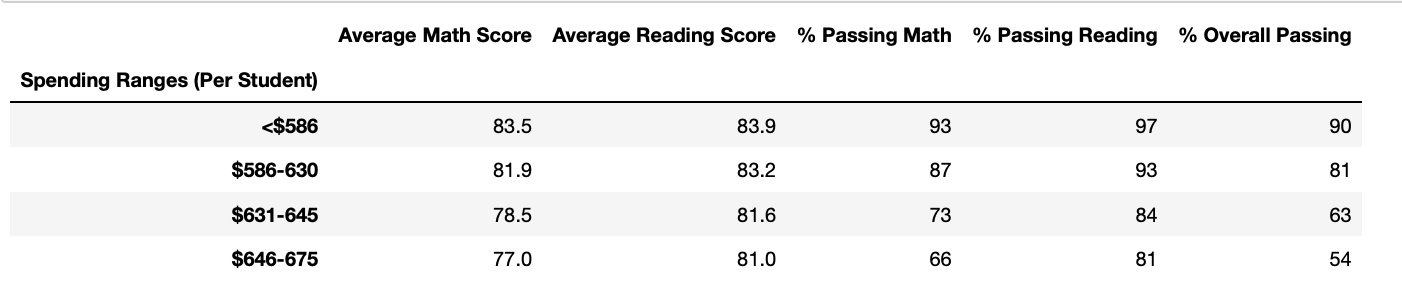 Average Math Score Average Reading Score % Passing Math % Passing Reading % Overall Passing
Spending Ranges (Per Student)
<$586 83.5 83.9 93 97 90
$586-630 81.9 83.2 87 93 81
$631-645 78.5 81.6 73 84 63
$646-675 77.0 81.0 66 81 54